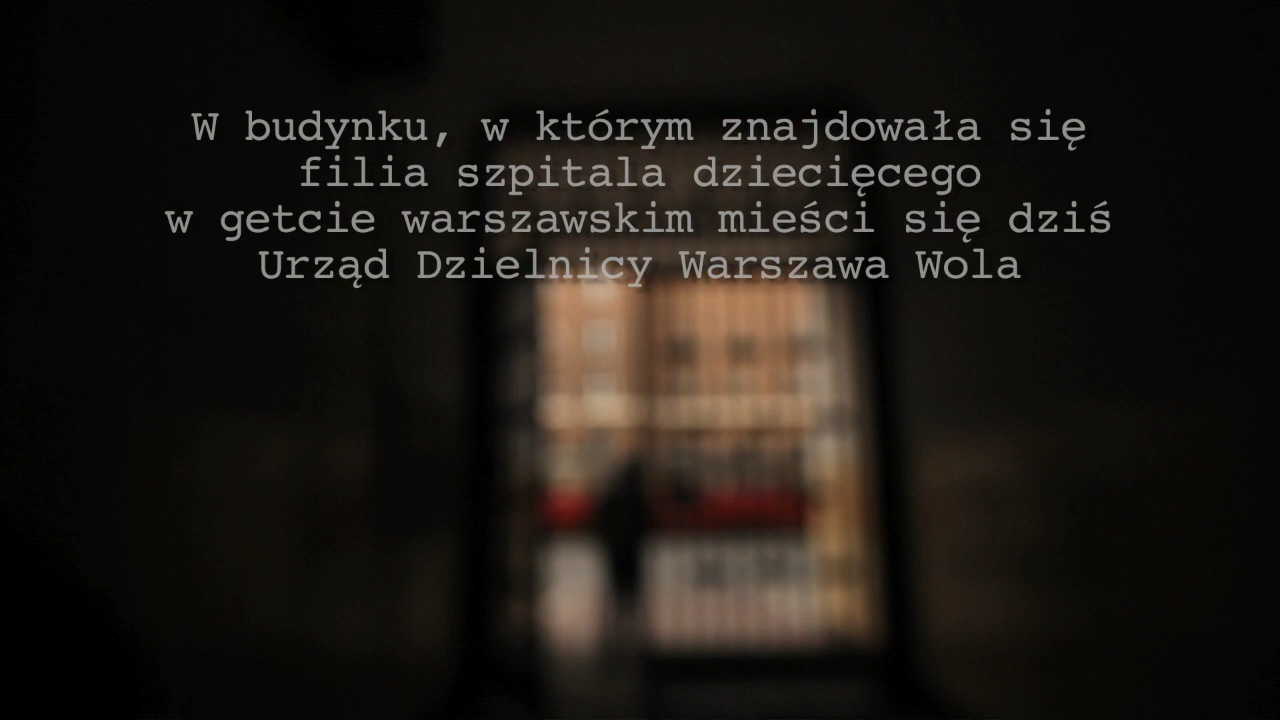 W budynku, w którym znajdowała się
filia szpitala dziecięcego
w getcie warszawskim mieści się dziś
Urząd Dzielnicy Warszawa Wola